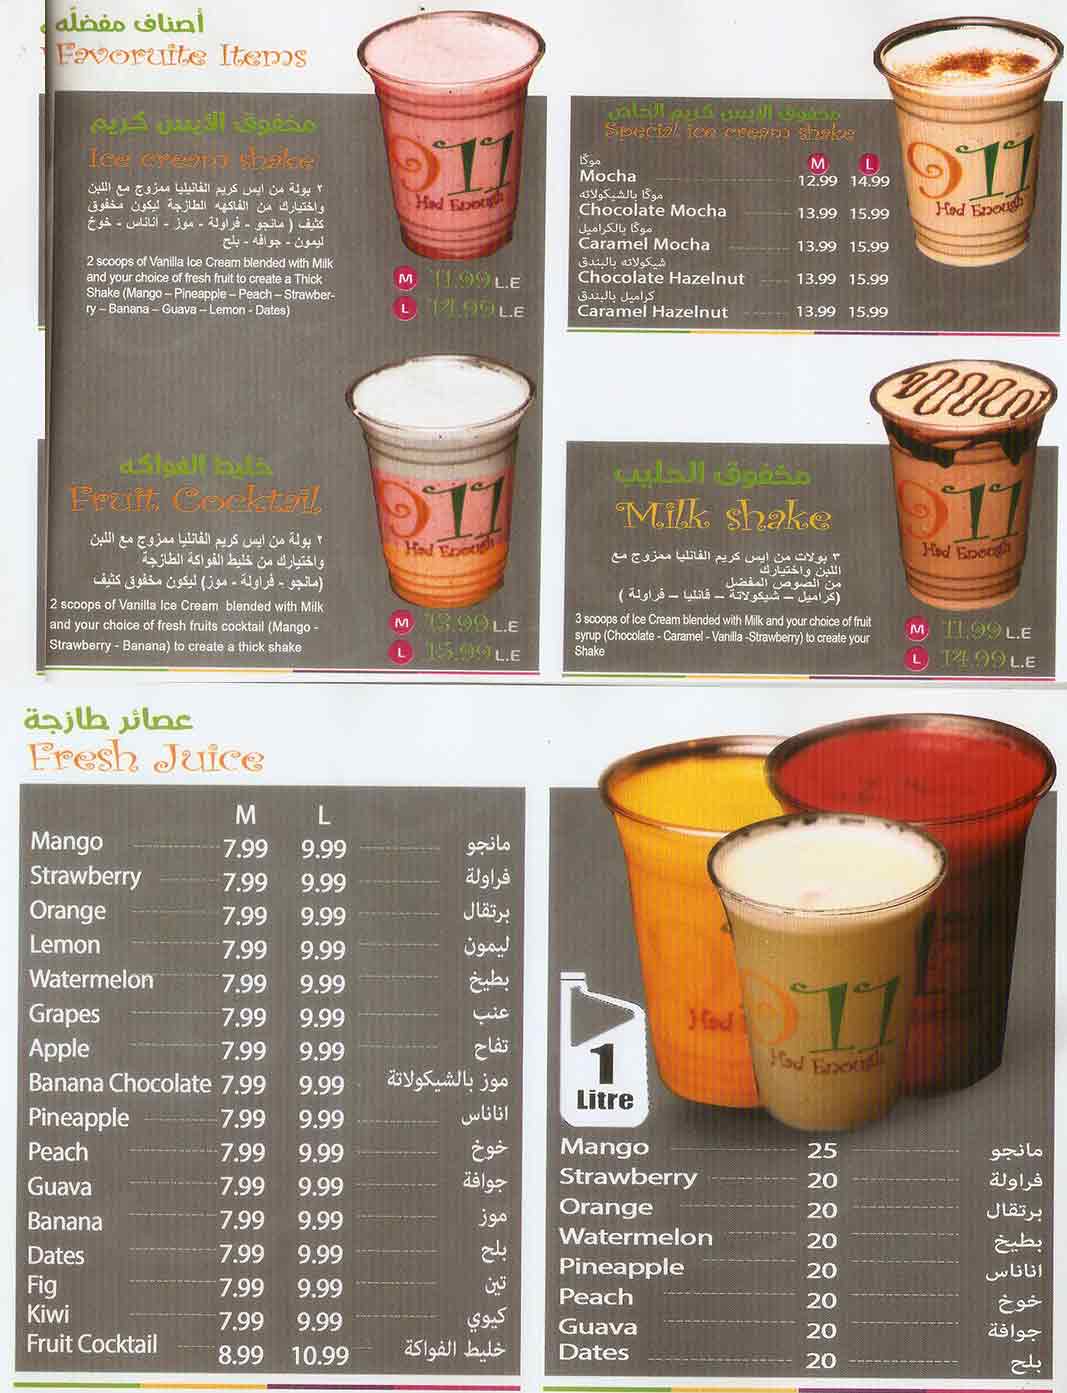 أصناف مفضلّه
Favoruite Items
مخفوق الأيس كريم
Ice cream shake
٢ بولة من ايس كريم الفانيليا ممزوج مع اللبن
واختيارك من الفاكهه الطازجة ليكون مخفوق
كثيف ( مانجو - فراولة - موز - اناناس - خوخ
ليمون - جوافه - بلح
2 scoops of Vanilla Ice Cream blended with Milk
and your choice of fresh fruit to create a Thick
Shake (Mango – Pineapple – Peach – Strawber-
ry – Banana – Guava – Lemon - Dates)
M 11.99 L.E
L 14.99 L.E
911
Had Enough
خليط الفواكه
Fruit Cocktail
٢ بولة من ايس كريم الفانليا ممزوج مع اللبن
واختيارك من خليط الفواكة الطازجة
(مانجو - فراولة - موز) ليكون مخفوق كثيف
2 scoops of Vanilla Ice Cream blended with Milk
and your choice of fresh fruits cocktail (Mango -
Strawberry - Banana) to create a thick shake
M 13.99 L.E
L 15.99 L.E
911
Had Enough
مخفوق الأيس كريم الخاص
Special ice cream shake
M L
موكا
Mocha 12.99 14.99
موكا بالشيكولاته
Chocolate Mocha 13.99 15.99
موكا بالكراميل
Caramel Mocha 13.99 15.99
شيكولاته بالبندق
Chocolate Hazelnut 13.99 15.99
كراميل بالبندق
Caramel Hazelnut 13.99 15.99
911
Had Enough
مخفوق الحليب
Milk shake
٣ بولات من ايس كريم الفانليا ممزوج مع
اللبن واختيارك
من الصوص المفضل
(كراميل – شيكولاتة – فانليا – فراولة )
3 scoops of Ice Cream blended with Milk and your choice of fruit
syrup (Chocolate - Caramel - Vanilla -Strawberry) to create your
Shake
M 11.99 L.E
L 14.99 L.E
911
Had Enough
عصائر طازجة
Fresh Juice
M L
Mango 7.99 9.99 مانجو
Strawberry 7.99 9.99 فراولة
Orange 7.99 9.99 برتقال
Lemon 7.99 9.99 ليمون
Watermelon 7.99 9.99 بطيخ
Grapes 7.99 9.99 عنب
Apple 7.99 9.99 تفاح
Banana Chocolate 7.99 9.99 موز بالشيكولاتة
Pineapple 7.99 9.99 اناناس
Peach 7.99 9.99 خوخ
Guava 7.99 9.99 جوافة
Banana 7.99 9.99 موز
Dates 7.99 9.99 بلح
Fig 7.99 9.99 تين
Kiwi 7.99 9.99 كيوي
Fruit Cocktail 8.99 10.99 خليط الفواكة
Had
911
Had Enough
1
Litre
Mango 25 مانجو
Strawberry 20 فراولة
Orange 20 برتقال
Watermelon 20 بطيخ
Pineapple 20 اناناس
Peach 20 خوخ
Guava 20 جوافة
Dates 20 بلح